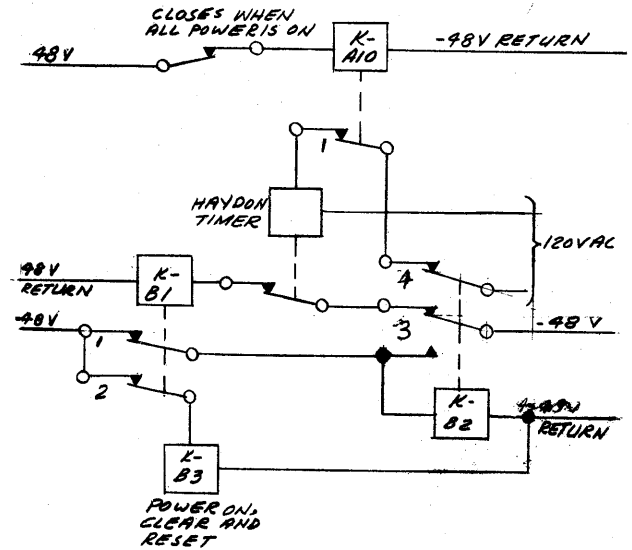 CLOSES WHEN
ALL POWER IS ON
-48V
K-
A10
-48V RETURN
1
HAYDON
TIMER
120VAC
4
48V
RETURN
K-
B1
3
-48V
-48V
1
2
K-
B2
RETURN
K-
B3
POWER ON,
CLEAR AND
RESET